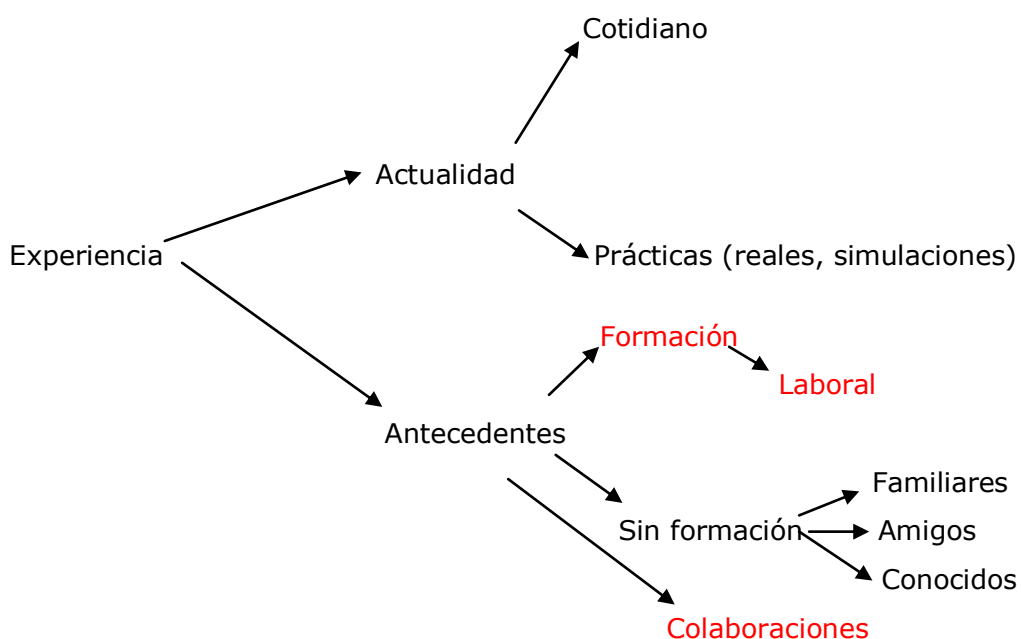 Cotidiano
Actualidad
Experiencia
Prácticas (reales, simulaciones)
Formación
Laboral
Antecedentes
Familiares
Sin formación
Amigos
Conocidos
Colaboraciones